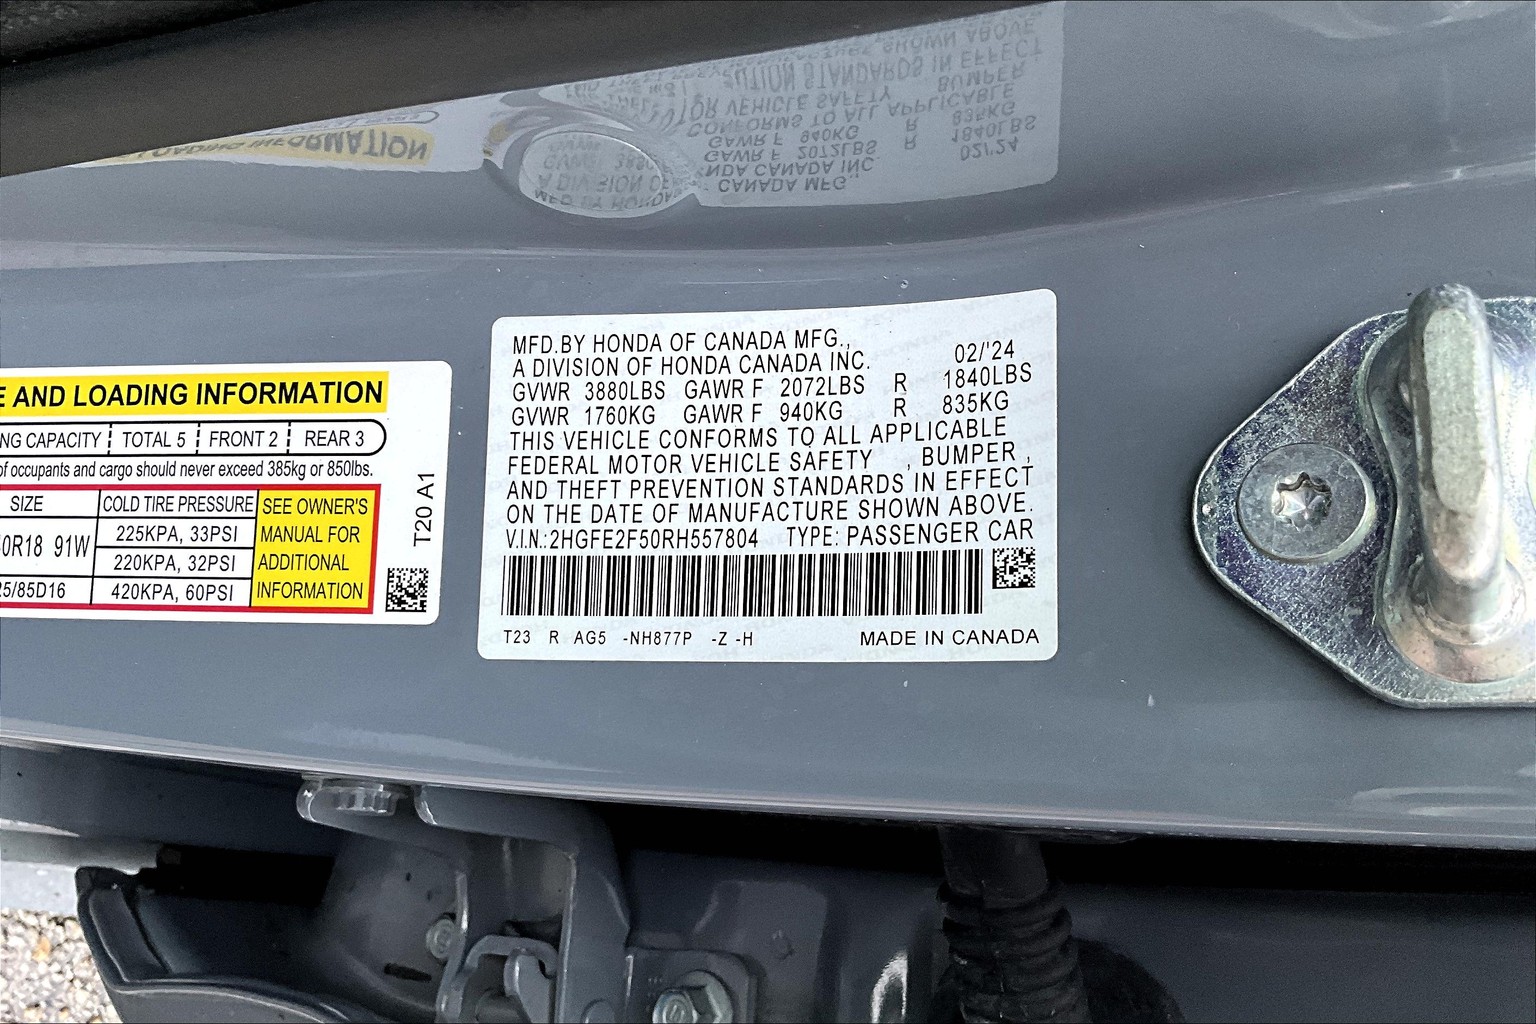 E AND LOADING INFORMATION
NG CAPACITY TOTAL 5 FRONT 2 REAR 3
of occupants and cargo should never exceed 385kg or 850lbs.
SIZE COLD TIRE PRESSURE SEE OWNER'S
MANUAL FOR
ADDITIONAL
INFORMATION
0R18 91W 225KPA, 33PSI
220KPA, 32PSI
25/85D16 420KPA, 60PSI
T20 A1
MFD.BY HONDA OF CANADA MFG.,
A DIVISION OF HONDA CANADA INC. 02/'24
GVWR 3880LBS GAWR F 2072LBS R 1840LBS
GVWR 1760KG GAWR F 940KG R 835KG
THIS VEHICLE CONFORMS TO ALL APPLICABLE
FEDERAL MOTOR VEHICLE SAFETY , BUMPER ,
AND THEFT PREVENTION STANDARDS IN EFFECT
ON THE DATE OF MANUFACTURE SHOWN ABOVE.
V.I.N.:2HGFE2F50RH557804 TYPE: PASSENGER CAR
T23 R AG5 -NH877P -Z -H MADE IN CANADA